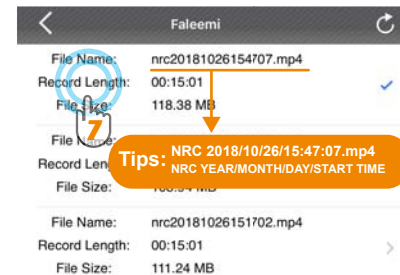 Faleemi
File Name: nrc20181026154707.mp4
Record Length: 00:15:01
File Size: 118.38 MB
7
File Name:
Tips: NRC 2018/10/26/15:47:07.mp4
NRC YEAR/MONTH/DAY/START TIME
Record
File Size:
File Name: nrc20181026151702.mp4
Record Length: 00:15:01
File Size: 111.24 MB